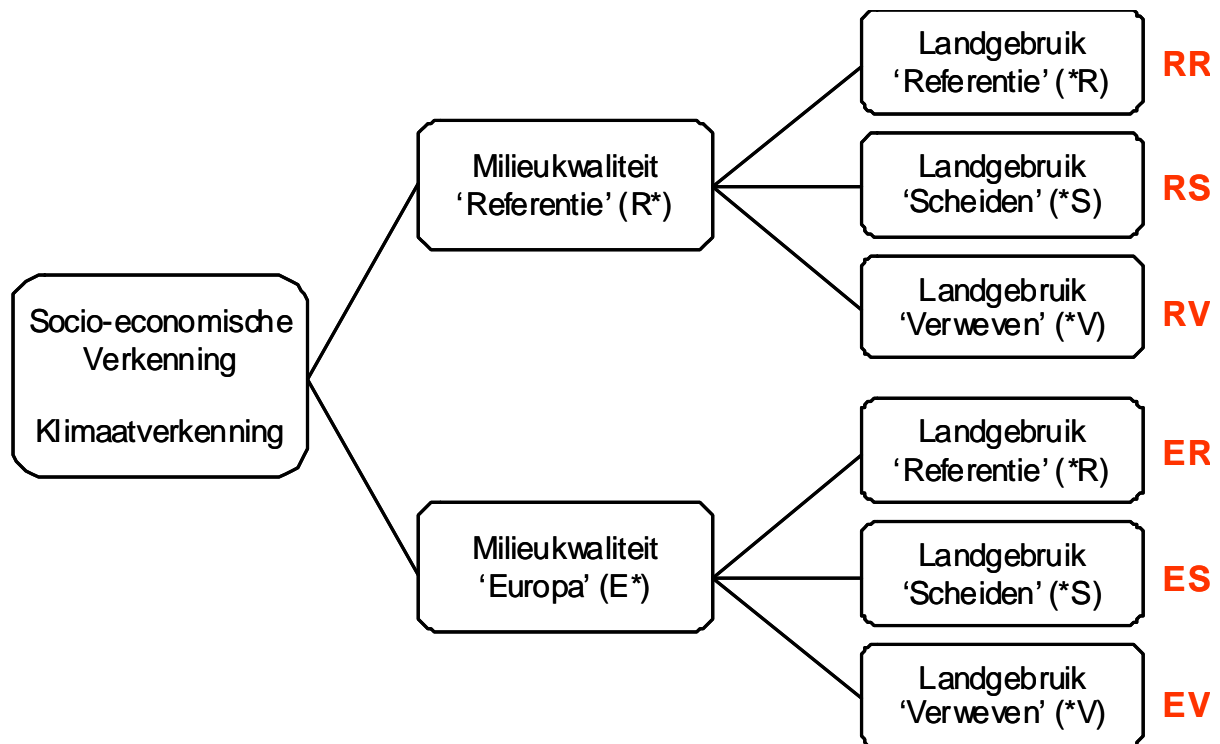 Socio-economische
Verkenning
Klimaatverkenning
Milieukwaliteit
‘Referentie’ (R*)
Landgebruik
‘Referentie’ (*R)
RR
Landgebruik
‘Scheiden’ (*S)
RS
Landgebruik
‘Verweven’ (*V)
RV
Milieukwaliteit
‘Europa’ (E*)
Landgebruik
‘Referentie’ (*R)
ER
Landgebruik
‘Scheiden’ (*S)
ES
Landgebruik
‘Verweven’ (*V)
EV